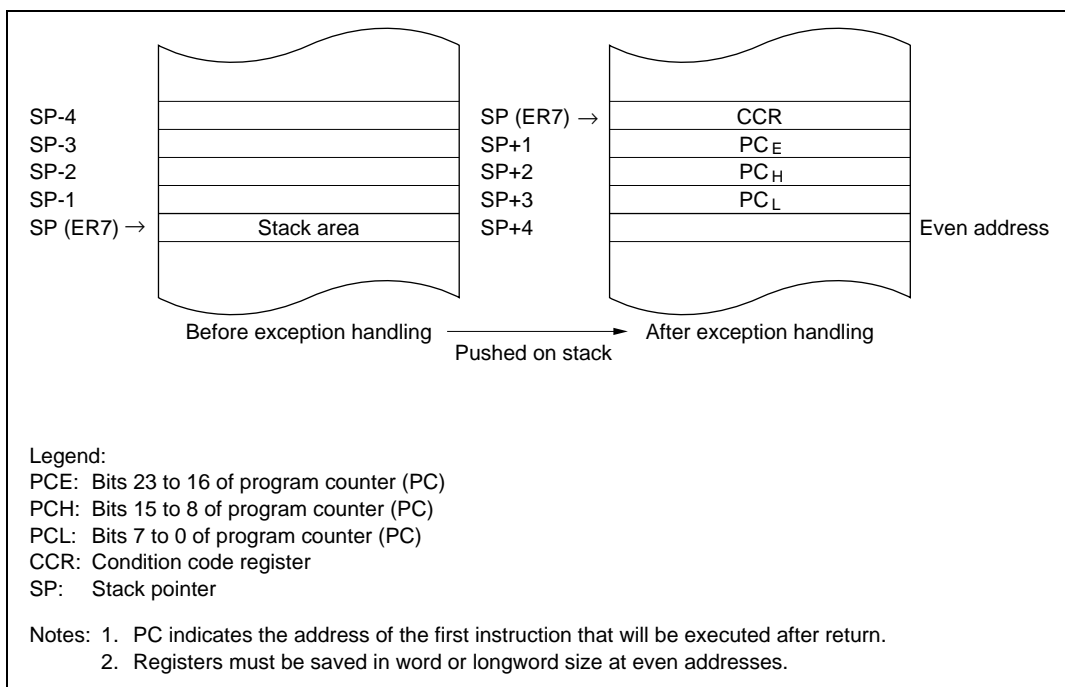 SP-4 SP (ER7) → CCR
SP-3 SP+1 PC E
SP-2 SP+2 PC H
SP-1 SP+3 PC L
SP (ER7) → Stack area SP+4 Even address
Before exception handling After exception handling
Pushed on stack
Legend:
PCE: Bits 23 to 16 of program counter (PC)
PCH: Bits 15 to 8 of program counter (PC)
PCL: Bits 7 to 0 of program counter (PC)
CCR: Condition code register
SP: Stack pointer
Notes: 1. PC indicates the address of the first instruction that will be executed after return.
2. Registers must be saved in word or longword size at even addresses.